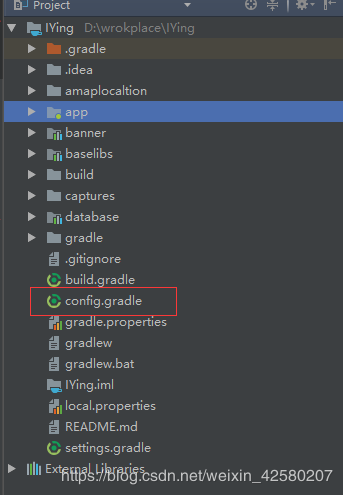 Project
IYing D:\wrokplace\IYing
.gradle
.idea
amaplocaltion
app
banner
baselibs
build
captures
database
gradle
.gitignore
build.gradle
config.gradle
gradle.properties
gradlew
gradlew.bat
IYing.iml
local.properties
README.md
settings.gradle
External Libraries
https://blog.csdn.net/weixin_42580207